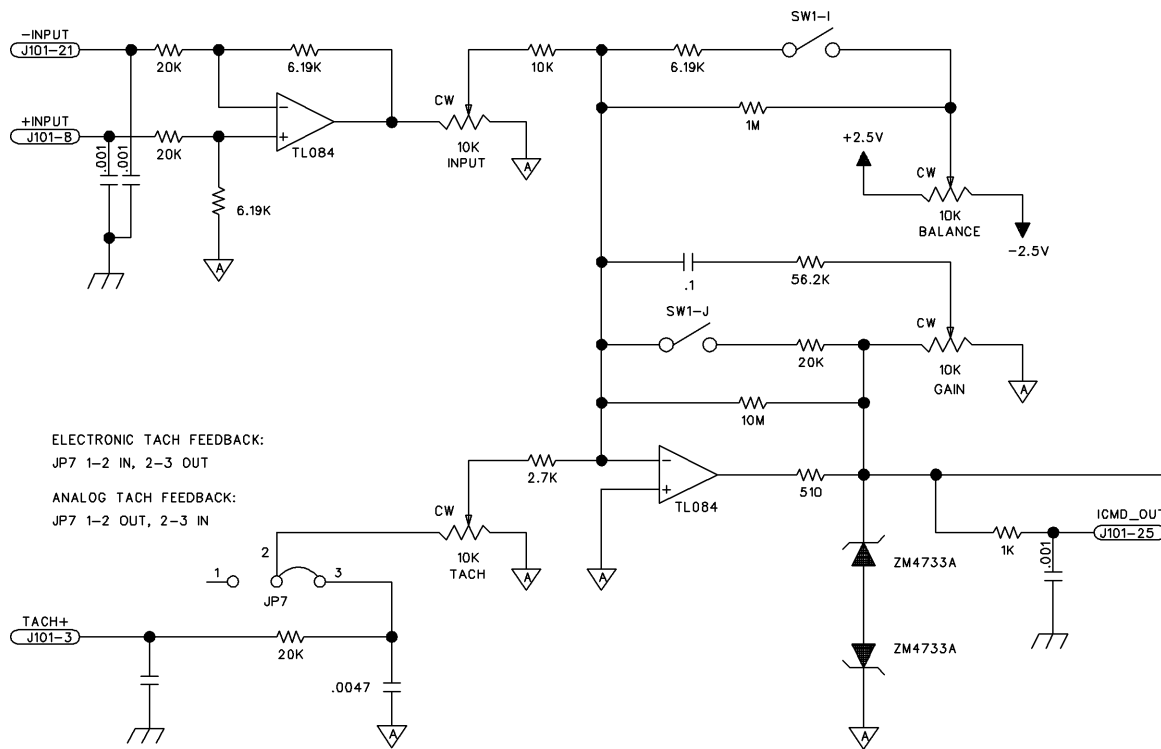 -INPUT
J101-21
20K
6.19K
+INPUT
J101-8
.001
.001
20K
TL084
6.19K
A
CW
10K
INPUT
A
10K
6.19K
SW1-I
1M
+2.5V
CW
10K
BALANCE
-2.5V
.1
56.2K
SW1-J
20K
CW
10K
GAIN
A
10M
ELECTRONIC TACH FEEDBACK:
JP7 1-2 IN, 2-3 OUT
ANALOG TACH FEEDBACK:
JP7 1-2 OUT, 2-3 IN
2.7K
CW
10K
TACH
A
TL084
A
510
1
2
3
JP7
TACH+
J101-3
20K
.0047
A
ZM4733A
ZM4733A
A
1K
.001
ICMD_OUT
J101-25